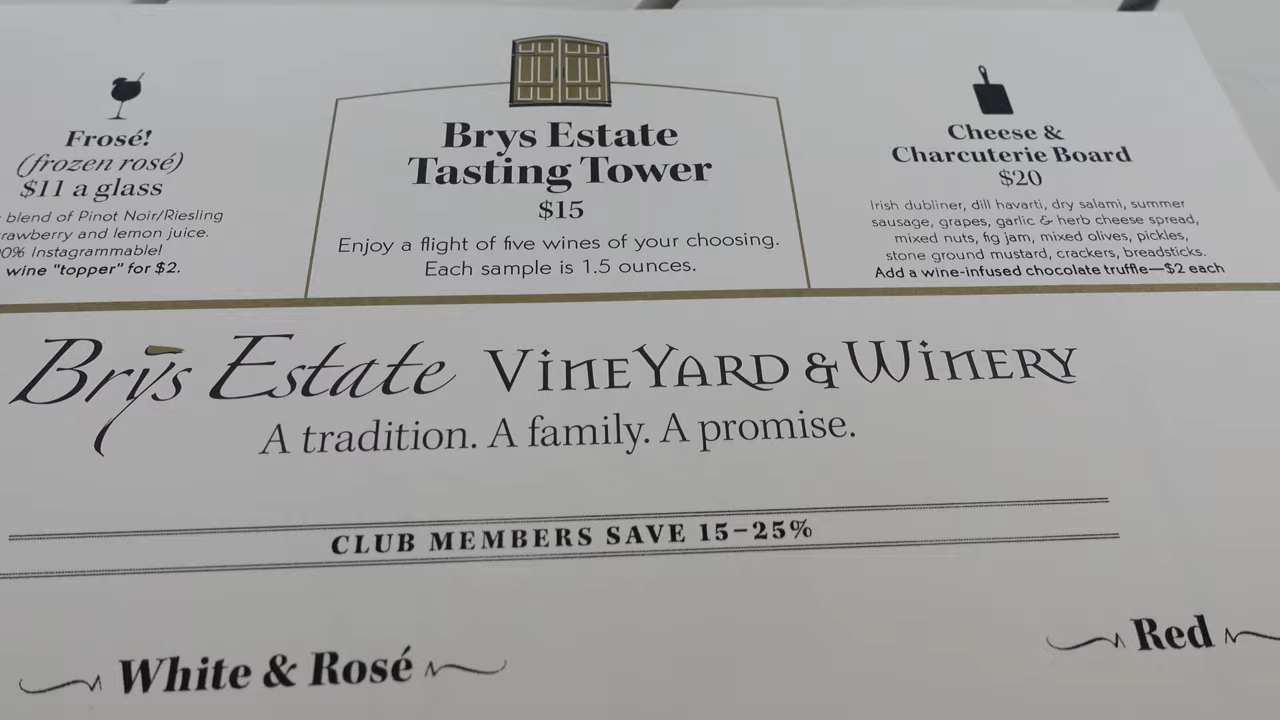 Frosé!
(frozen rosé)
$11 a glass
blend of Pinot Noir/Riesling
rawberry and lemon juice.
0% Instagrammable!
wine "topper" for $2.
Brys Estate
Tasting Tower
$15
Enjoy a flight of five wines of your choosing.
Each sample is 1.5 ounces.
Cheese &
Charcuterie Board
$20
Irish dubliner, dill havarti, dry salami, summer
sausage, grapes, garlic & herb cheese spread,
mixed nuts, fig jam, mixed olives, pickles,
stone ground mustard, crackers, breadsticks.
Add a wine-infused chocolate truffle—$2 each
Brys Estate VINEYARD & WINERY
A tradition. A family. A promise.
CLUB MEMBERS SAVE 15–25%
White & Rosé
Red